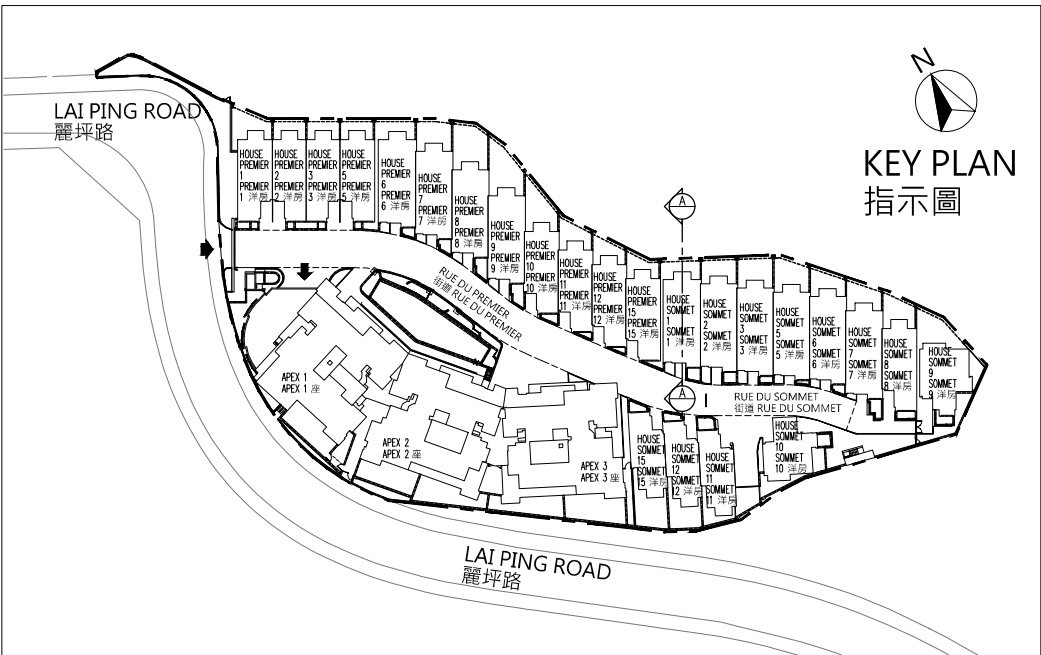 N
KEY PLAN
指示圖
LAI PING ROAD
麗坪路
HOUSE
PREMIER
1
PREMIER
1 洋房
HOUSE
PREMIER
2
PREMIER
2 洋房
HOUSE
PREMIER
3
PREMIER
3 洋房
HOUSE
PREMIER
5
PREMIER
5 洋房
HOUSE
PREMIER
6
PREMIER
6 洋房
HOUSE
PREMIER
7
PREMIER
7 洋房
HOUSE
PREMIER
8
PREMIER
8 洋房
HOUSE
PREMIER
9
PREMIER
9 洋房
HOUSE
PREMIER
10
PREMIER
10 洋房
HOUSE
PREMIER
11
PREMIER
11 洋房
HOUSE
PREMIER
12
PREMIER
12 洋房
HOUSE
PREMIER
15
PREMIER
15 洋房
A
HOUSE
SOMMET
1
SOMMET
1 洋房
HOUSE
SOMMET
2
SOMMET
2 洋房
HOUSE
SOMMET
3
SOMMET
3 洋房
HOUSE
SOMMET
5
SOMMET
5 洋房
HOUSE
SOMMET
6
SOMMET
6 洋房
HOUSE
SOMMET
7
SOMMET
7 洋房
HOUSE
SOMMET
8
SOMMET
8 洋房
HOUSE
SOMMET
9
SOMMET
9 洋房
RUE DU PREMIER
街道 RUE DU PREMIER
A
RUE DU SOMMET
街道 RUE DU SOMMET
APEX 1
APEX 1 座
APEX 2
APEX 2 座
APEX 3
APEX 3 座
HOUSE
SOMMET
15
SOMMET
15 洋房
HOUSE
SOMMET
12
SOMMET
12 洋房
HOUSE
SOMMET
11
SOMMET
11 洋房
HOUSE
SOMMET
10
SOMMET
10 洋房
LAI PING ROAD
麗坪路